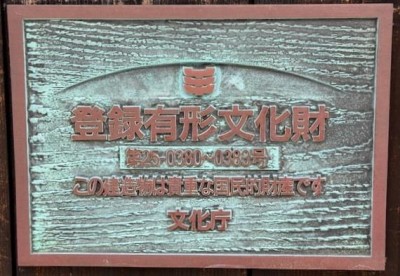 登録有形文化財
第26-0380~0383号
この建造物は貴重な国民的財産です
文化庁